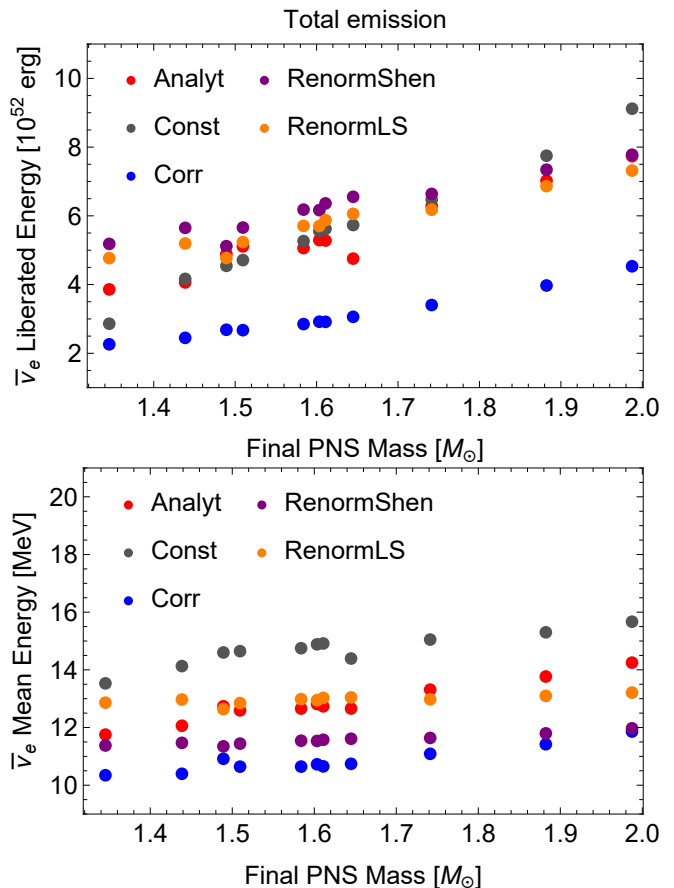 Total emission
ν̅ₑ Liberated Energy [10⁵² erg]
10
8
6
4
2
Analyt
RenormShen
Const
RenormLS
Corr
1.4 1.5 1.6 1.7 1.8 1.9 2.0
Final PNS Mass [M☉]
ν̅ₑ Mean Energy [MeV]
20
18
16
14
12
10
Analyt
RenormShen
Const
RenormLS
Corr
1.4 1.5 1.6 1.7 1.8 1.9 2.0
Final PNS Mass [M☉]